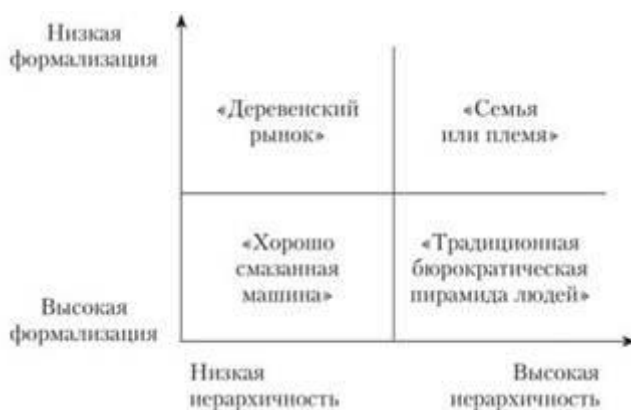 Низкая
формализация
«Деревенский
рынок»
«Семья
или племя»
«Хорошо
смазанная
машина»
«Традиционная
бюрократическая
пирамида людей»
Высокая
формализация
Низкая
иерархичность
Высокая
иерархичность